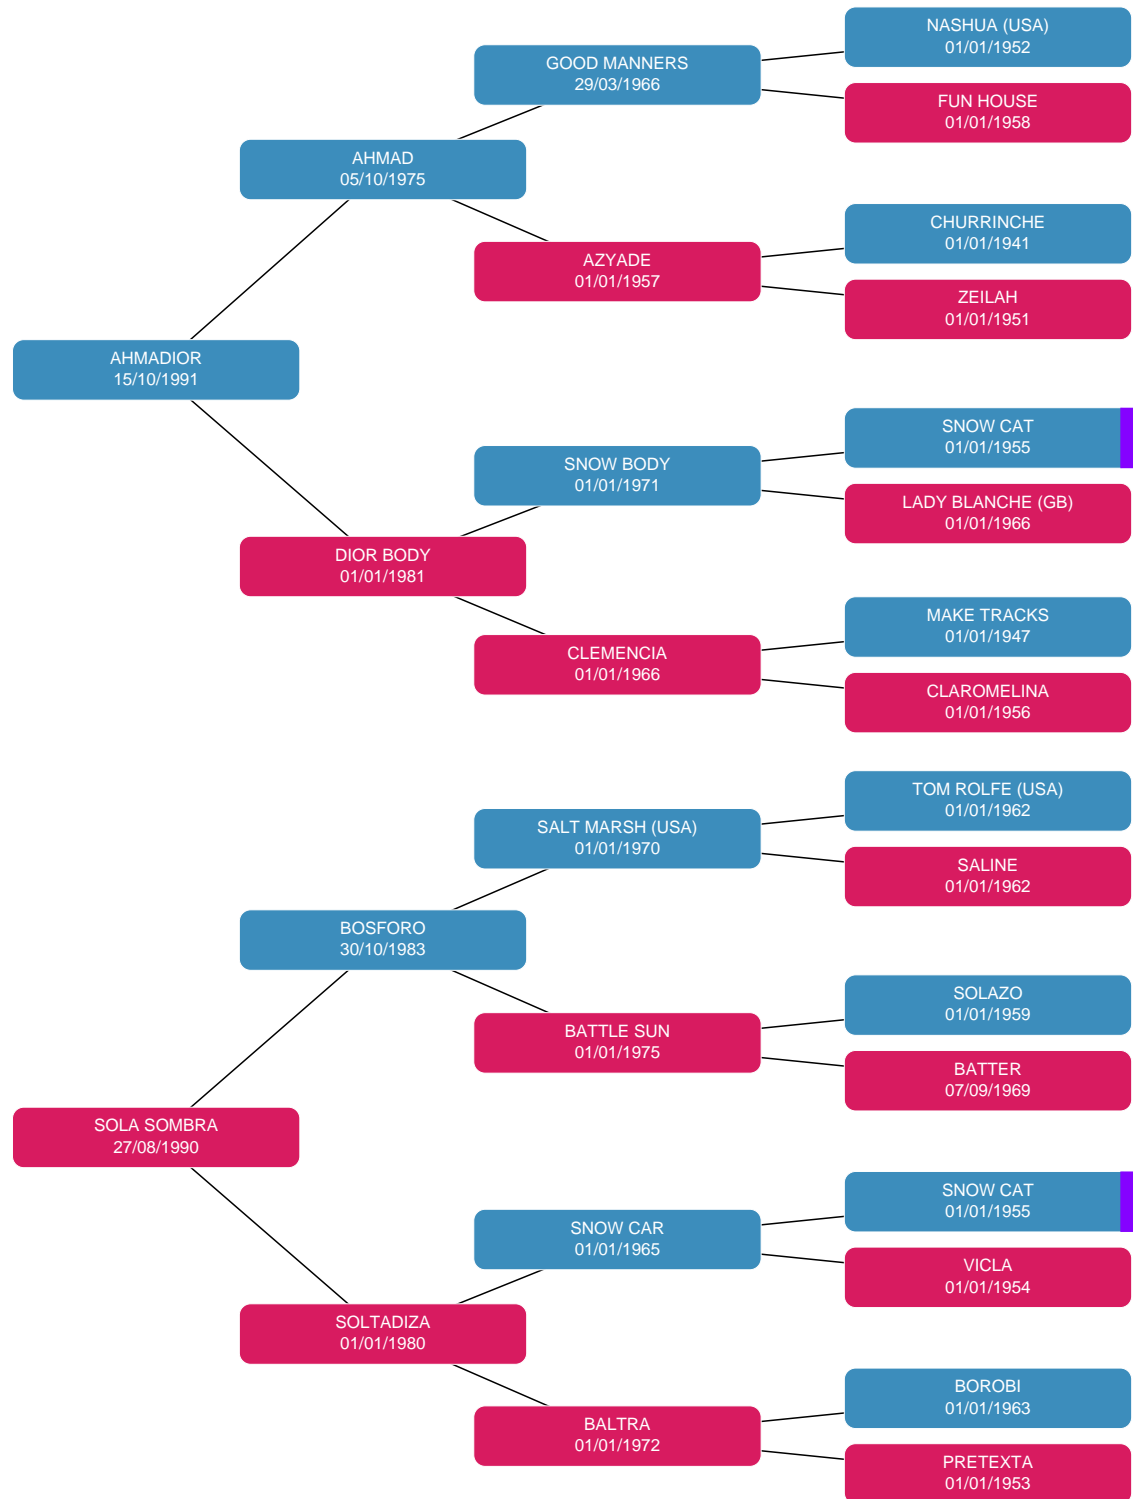 NASHUA (USA)
01/01/1952
GOOD MANNERS
29/03/1966
FUN HOUSE
01/01/1958
AHMAD
05/10/1975
CHURRINCHE
01/01/1941
AZYADE
01/01/1957
ZEILAH
01/01/1951
AHMADIOR
15/10/1991
SNOW CAT
01/01/1955
SNOW BODY
01/01/1971
LADY BLANCHE (GB)
01/01/1966
DIOR BODY
01/01/1981
MAKE TRACKS
01/01/1947
CLEMENCIA
01/01/1966
CLAROMELINA
01/01/1956
TOM ROLFE (USA)
01/01/1962
SALT MARSH (USA)
01/01/1970
SALINE
01/01/1962
BOSFORO
30/10/1983
SOLAZO
01/01/1959
BATTLE SUN
01/01/1975
BATTER
07/09/1969
SOLA SOMBRA
27/08/1990
SNOW CAT
01/01/1955
SNOW CAR
01/01/1965
VICLA
01/01/1954
SOLTADIZA
01/01/1980
BOROBI
01/01/1963
BALTRA
01/01/1972
PRETEXTA
01/01/1953